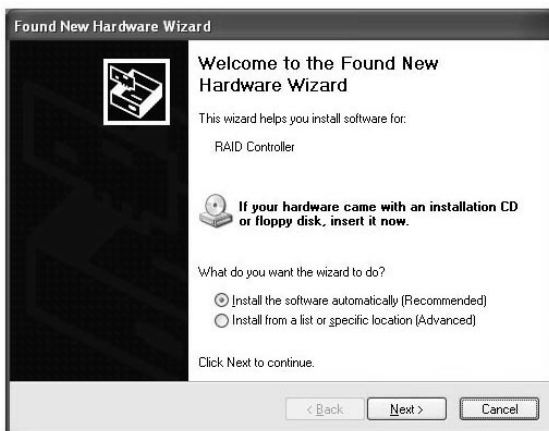 Found New Hardware Wizard
Welcome to the Found New
Hardware Wizard
This wizard helps you install software for:
RAID Controller
If your hardware came with an installation CD
or floppy disk, insert it now.
What do you want the wizard to do?
Install the software automatically (Recommended)
Install from a list or specific location (Advanced)
Click Next to continue.
< Back Next > Cancel